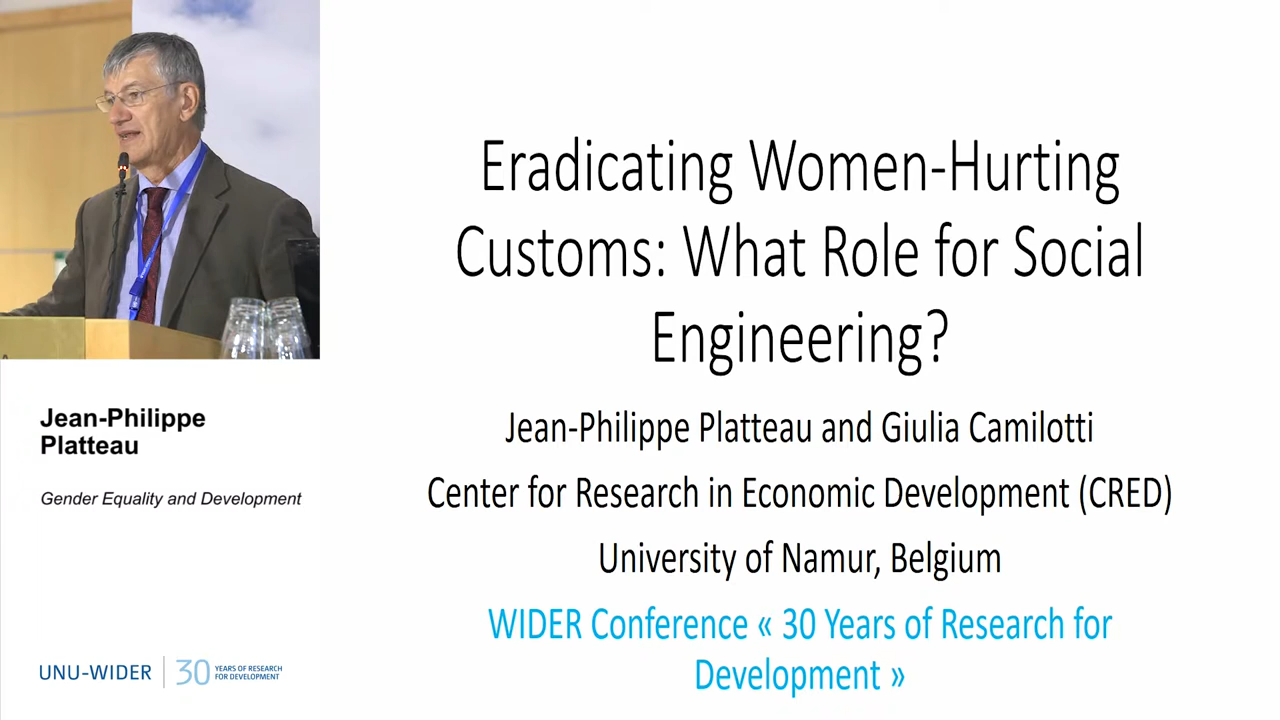 Eradicating Women-Hurting
Customs: What Role for Social
Engineering?
Jean-Philippe Platteau and Giulia Camilotti
Center for Research in Economic Development (CRED)
University of Namur, Belgium
WIDER Conference « 30 Years of Research for
Development »
Jean-Philippe
Platteau
Gender Equality and Development
UNU-WIDER
30 YEARS OF RESEARCH
FOR DEVELOPMENT